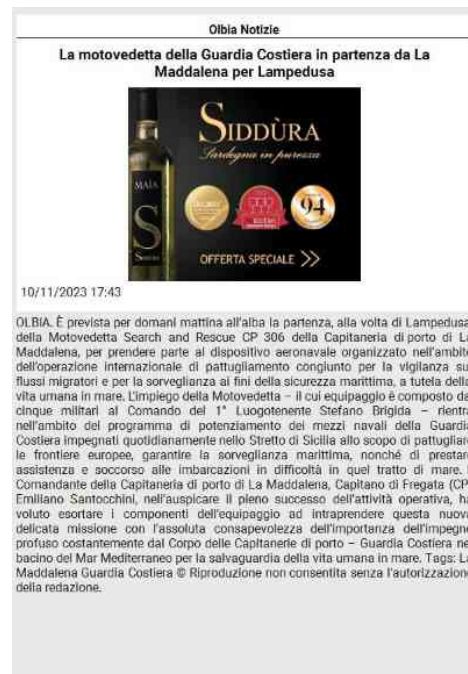 Olbia Notizie
La motovedetta della Guardia Costiera in partenza da La
Maddalena per Lampedusa
SIDDÙRA
Sardegna in purezza
MAÌA
S
94
OFFERTA SPECIALE >>
10/11/2023 17:43
OLBIA. È prevista per domani mattina all'alba la partenza, alla volta di Lampedusa,
della Motovedetta Search and Rescue CP 306 della Capitaneria di porto di La
Maddalena, per prendere parte al dispositivo aeronavale organizzato nell'ambito
dell'operazione internazionale di pattugliamento congiunto per la vigilanza sui
flussi migratori e per la sorveglianza ai fini della sicurezza marittima, a tutela della
vita umana in mare. L'impiego della Motovedetta – il cui equipaggio è composto da
cinque militari al Comando del 1° Luogotenente Stefano Brigida – rientra
nell'ambito del programma di potenziamento dei mezzi navali della Guardia
Costiera impegnati quotidianamente nello Stretto di Sicilia allo scopo di pattugliare
le frontiere europee, garantire la sorveglianza marittima, nonché di prestare
assistenza e soccorso alle imbarcazioni in difficoltà in quel tratto di mare.
Comandante della Capitaneria di porto di La Maddalena, Capitano di Fregata (CP)
Emiliano Santocchini, nell'auspicare il pieno successo dell'attività operativa, ha
voluto esortare i componenti dell'equipaggio ad intraprendere questa nuova
delicata missione con l'assoluta consapevolezza dell'importanza dell'impegno
profuso costantemente dal Corpo delle Capitanerie di porto – Guardia Costiera nel
bacino del Mar Mediterraneo per la salvaguardia della vita umana in mare. Tags: La
Maddalena Guardia Costiera © Riproduzione non consentita senza l'autorizzazione
della redazione.